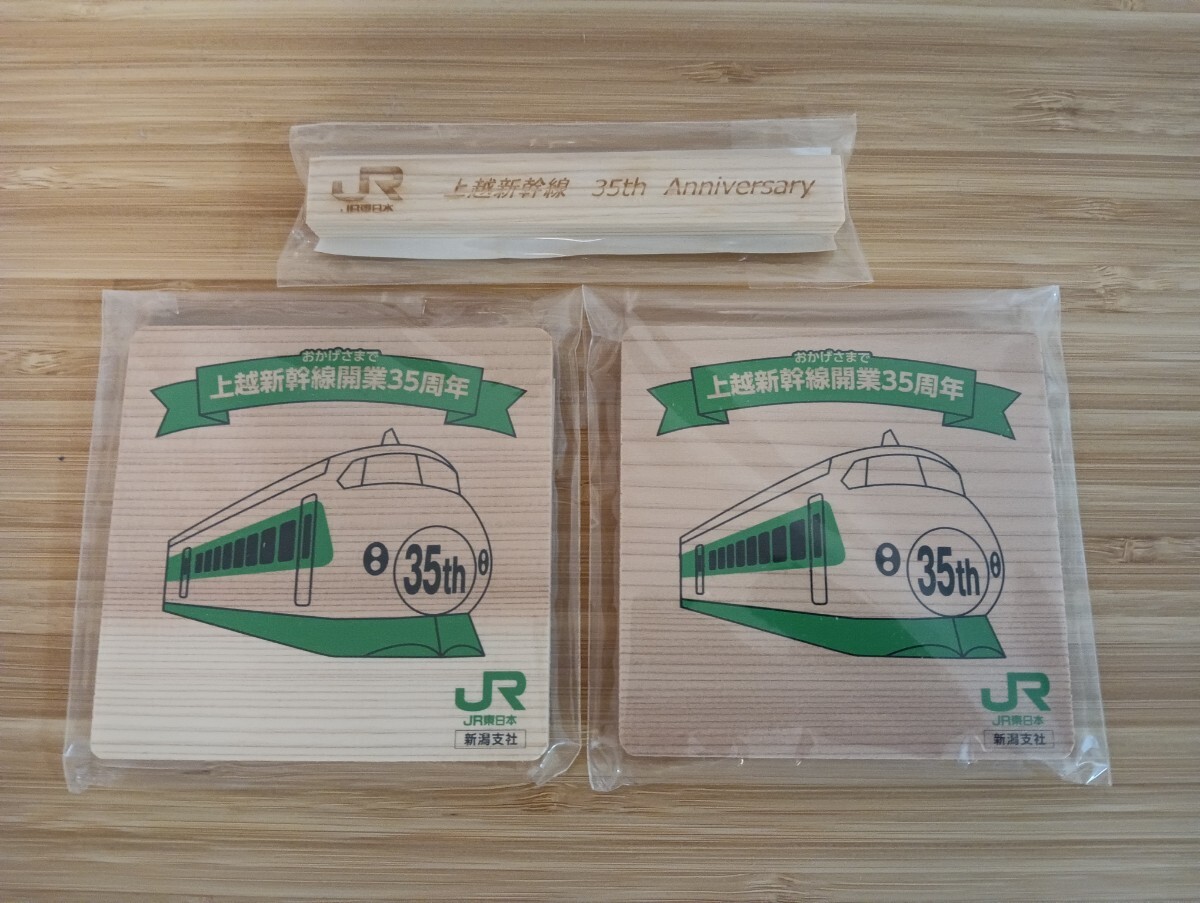 JR 上越新幹線 35th Anniversary
JR東日本
おかげさまで
上越新幹線開業35周年
35th
JR
JR東日本
新潟支社
おかげさまで
上越新幹線開業35周年
35th
JR
JR東日本
新潟支社